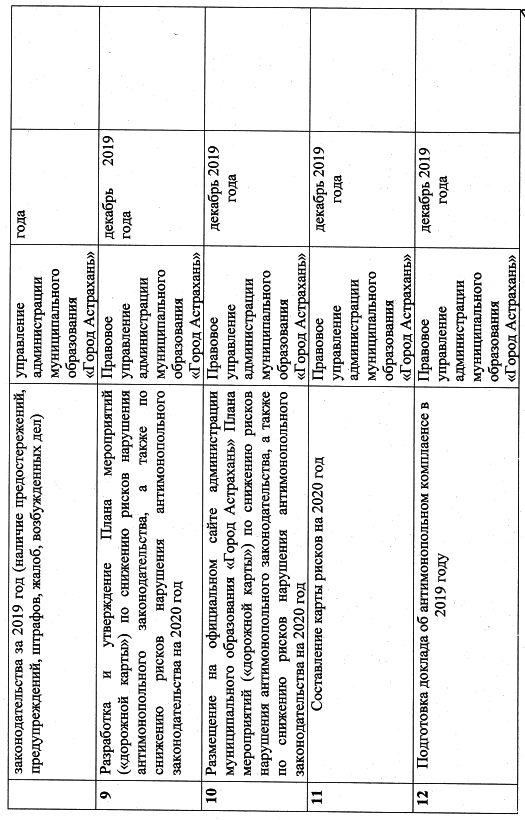 законодательства за 2019 год (наличие предостережений,
предупреждений, штрафов, жалоб, возбужденных дел)
управление
администрации
муниципального
образования
«Город Астрахань»
года
9
Разработка и утверждение Плана мероприятий
(«дорожной карты») по снижению рисков нарушения
антимонопольного законодательства, а также по
снижению рисков нарушения антимонопольного
законодательства на 2020 год
Правовое
управление
администрации
муниципального
образования
«Город Астрахань»
декабрь 2019
года
10
Размещение на официальном сайте администрации
муниципального образования «Город Астрахань» Плана
мероприятий («дорожной карты») по снижению рисков
нарушения антимонопольного законодательства, а также
по снижению рисков нарушения антимонопольного
законодательства на 2020 год
Правовое
управление
администрации
муниципального
образования
«Город Астрахань»
декабрь 2019
года
11
Составление карты рисков на 2020 год
Правовое
управление
администрации
муниципального
образования
«Город Астрахань»
декабрь 2019
года
12
Подготовка доклада об антимонопольном комплаенсе в
2019 году
Правовое
управление
администрации
муниципального
образования
«Город Астрахань»
декабрь 2019
года